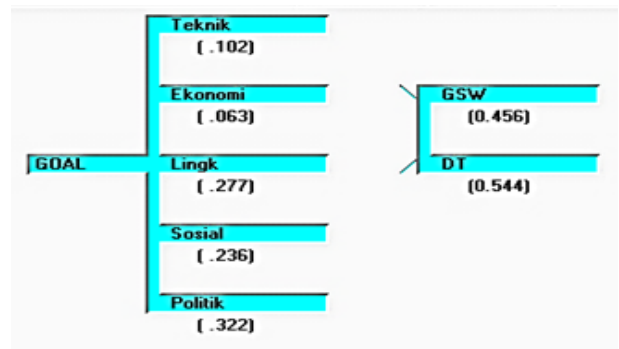 Teknik
( .102)
Ekonomi
( .063)
GSW
(0.456)
GOAL
Lingk
( .277)
DT
(0.544)
Sosial
( .236)
Politik
( .322)